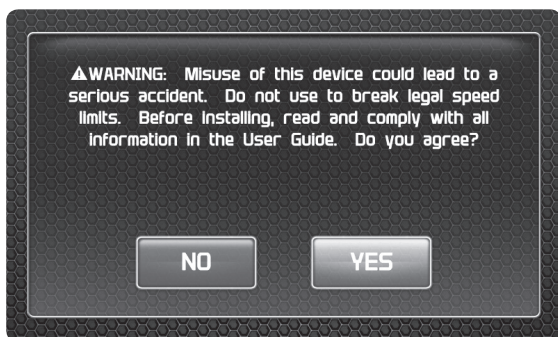 ⚠WARNING: Misuse of this device could lead to a
serious accident. Do not use to break legal speed
limits. Before installing, read and comply with all
information in the User Guide. Do you agree?
NO YES